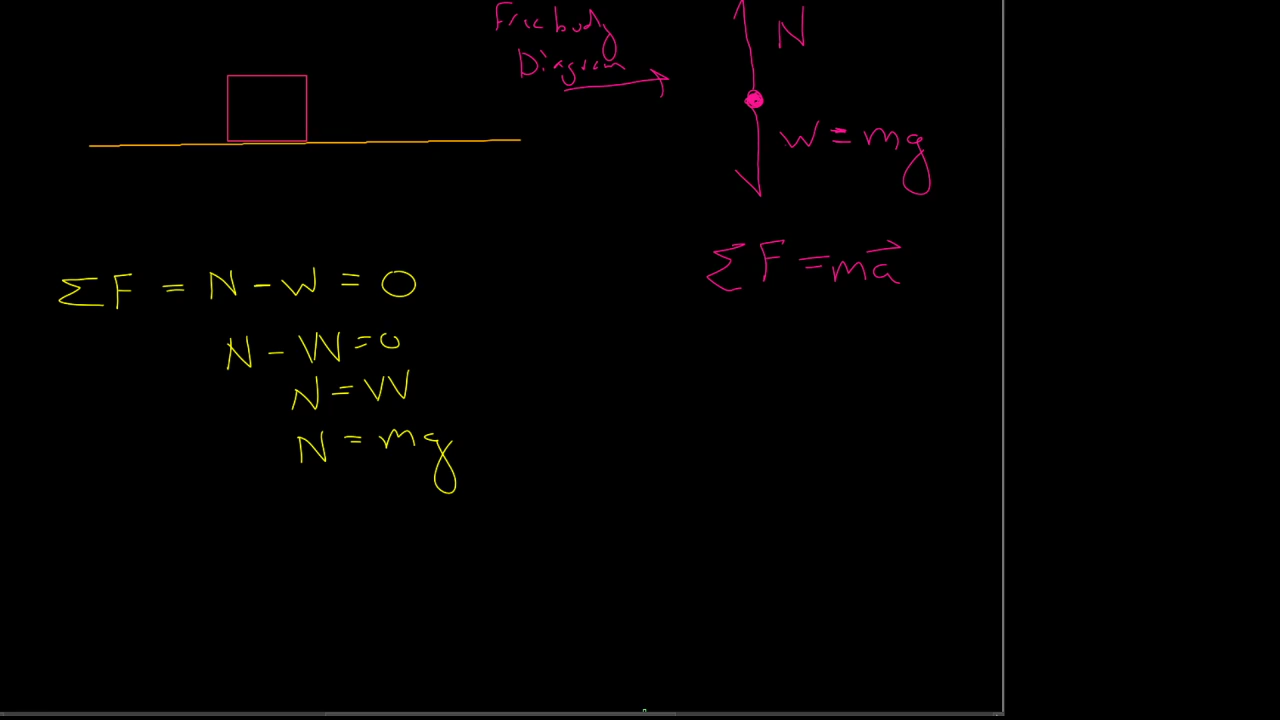 Free body
Diagram
N
W = mg
ΣF = ma⃗
ΣF = N - W = 0
N - W = 0
N = W
N = mg